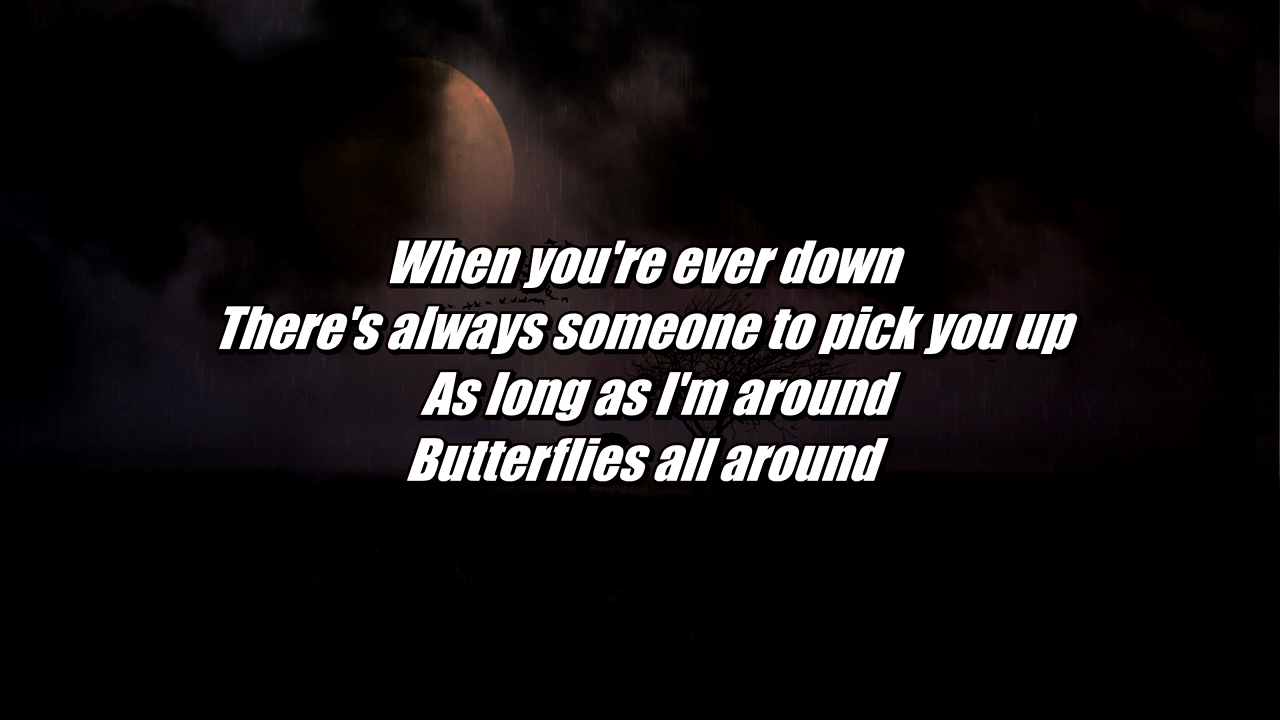 When you're ever down
There's always someone to pick you up
As long as I'm around
Butterflies all around